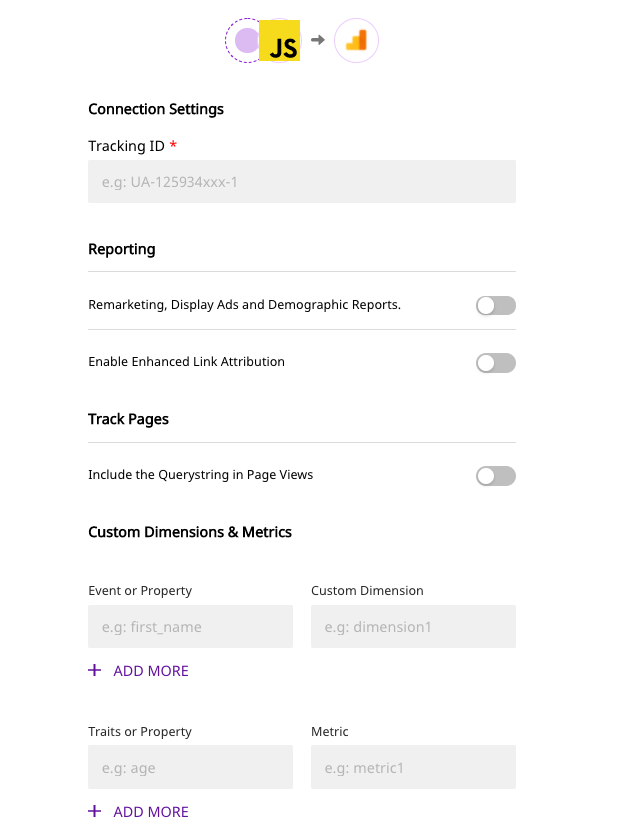 JS
Connection Settings
Tracking ID *
e.g: UA-125934xxx-1
Reporting
Remarketing, Display Ads and Demographic Reports.
Enable Enhanced Link Attribution
Track Pages
Include the Querystring in Page Views
Custom Dimensions & Metrics
Event or Property Custom Dimension
e.g: first_name e.g: dimension1
+ ADD MORE
Traits or Property Metric
e.g: age e.g: metric1
+ ADD MORE